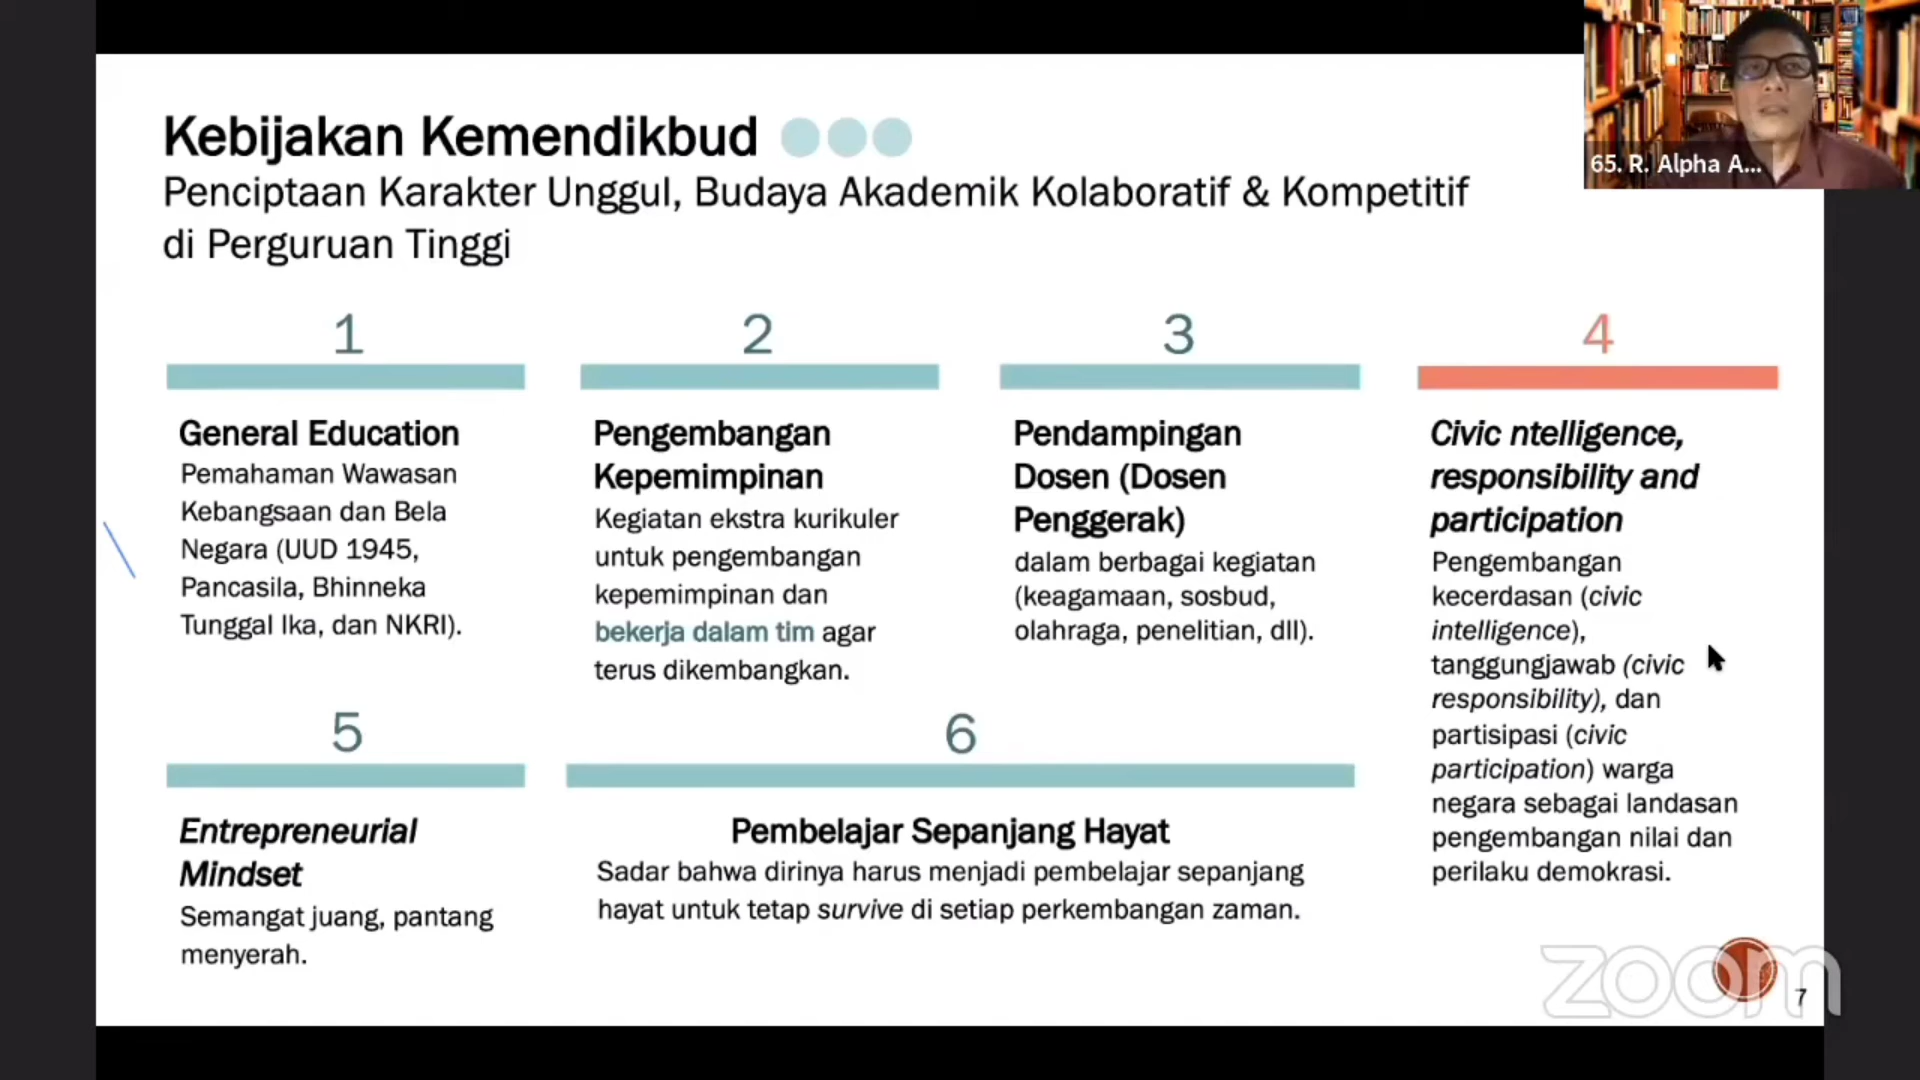 Kebijakan Kemendikbud
Penciptaan Karakter Unggul, Budaya Akademik Kolaboratif & Kompetitif
di Perguruan Tinggi
65. R. Alpha A...
1
General Education
Pemahaman Wawasan
Kebangsaan dan Bela
Negara (UUD 1945,
Pancasila, Bhinneka
Tunggal Ika, dan NKRI).
2
Pengembangan
Kepemimpinan
Kegiatan ekstra kurikuler
untuk pengembangan
kepemimpinan dan
bekerja dalam tim agar
terus dikembangkan.
3
Pendampingan
Dosen (Dosen
Penggerak)
dalam berbagai kegiatan
(keagamaan, sosbud,
olahraga, penelitian, dll).
4
Civic ntelligence,
responsibility and
participation
Pengembangan
kecerdasan (civic
intelligence),
tanggungjawab (civic
responsibility), dan
partisipasi (civic
participation) warga
negara sebagai landasan
pengembangan nilai dan
perilaku demokrasi.
5
Entrepreneurial
Mindset
Semangat juang, pantang
menyerah.
6
Pembelajar Sepanjang Hayat
Sadar bahwa dirinya harus menjadi pembelajar sepanjang
hayat untuk tetap survive di setiap perkembangan zaman.
zoom
7